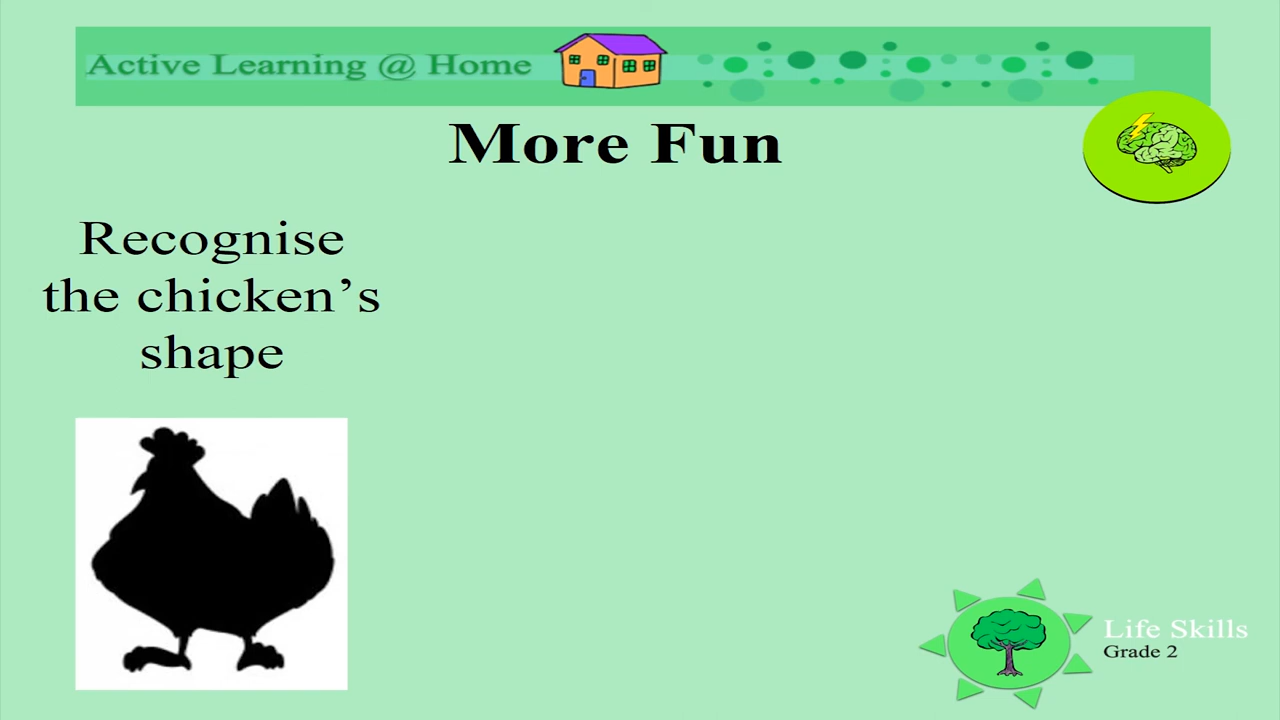 Active Learning @ Home
More Fun
Recognise
the chicken’s
shape
Life Skills
Grade 2